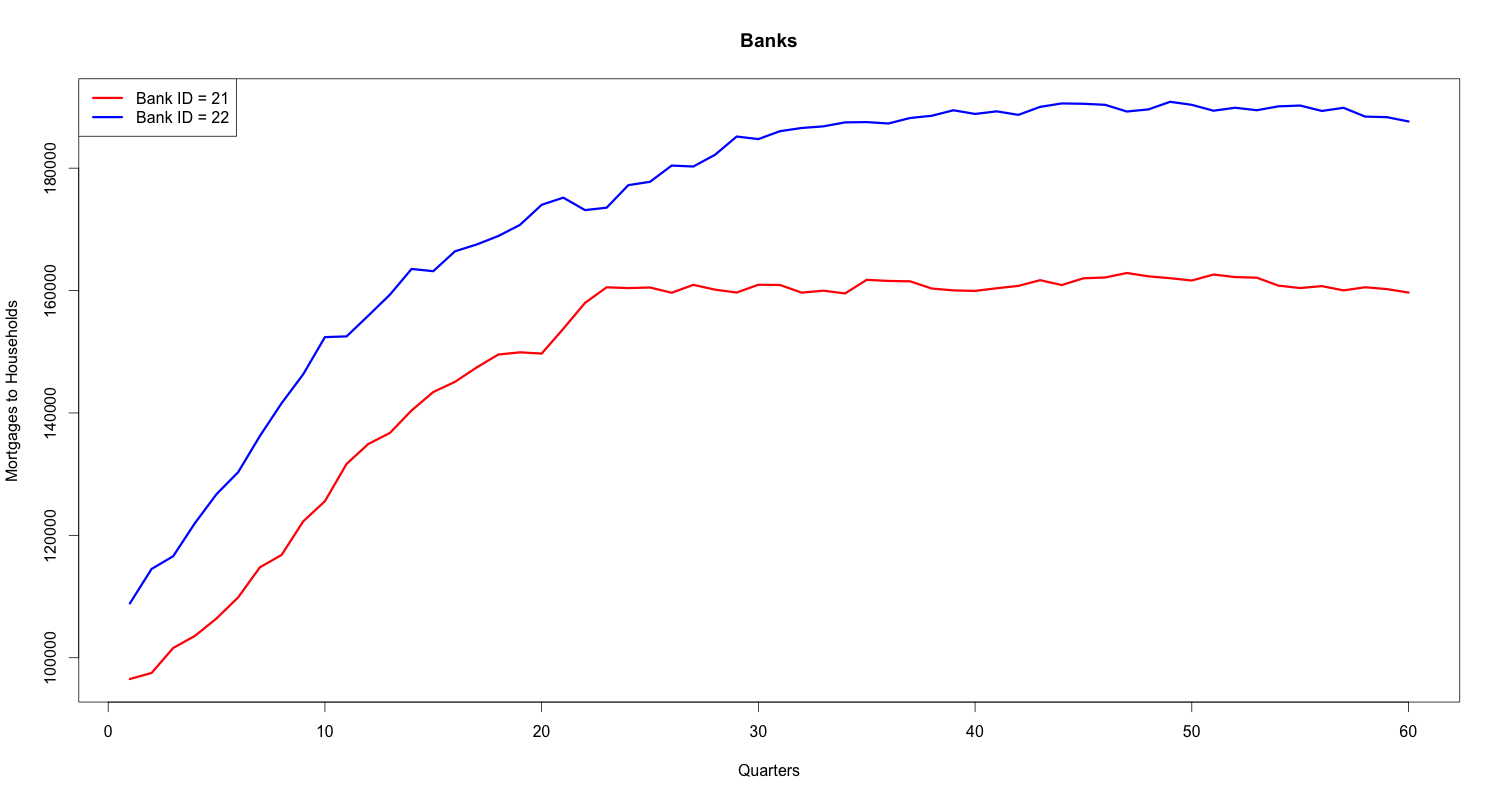 Banks
Bank ID = 21
Bank ID = 22
Mortgages to Households
180000
160000
140000
120000
100000
0 10 20 30 40 50 60
Quarters